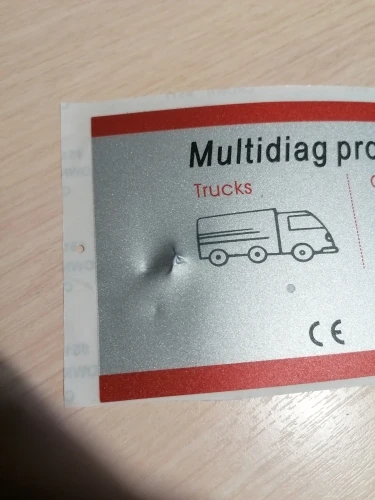 Multidiag pro
Trucks
CE